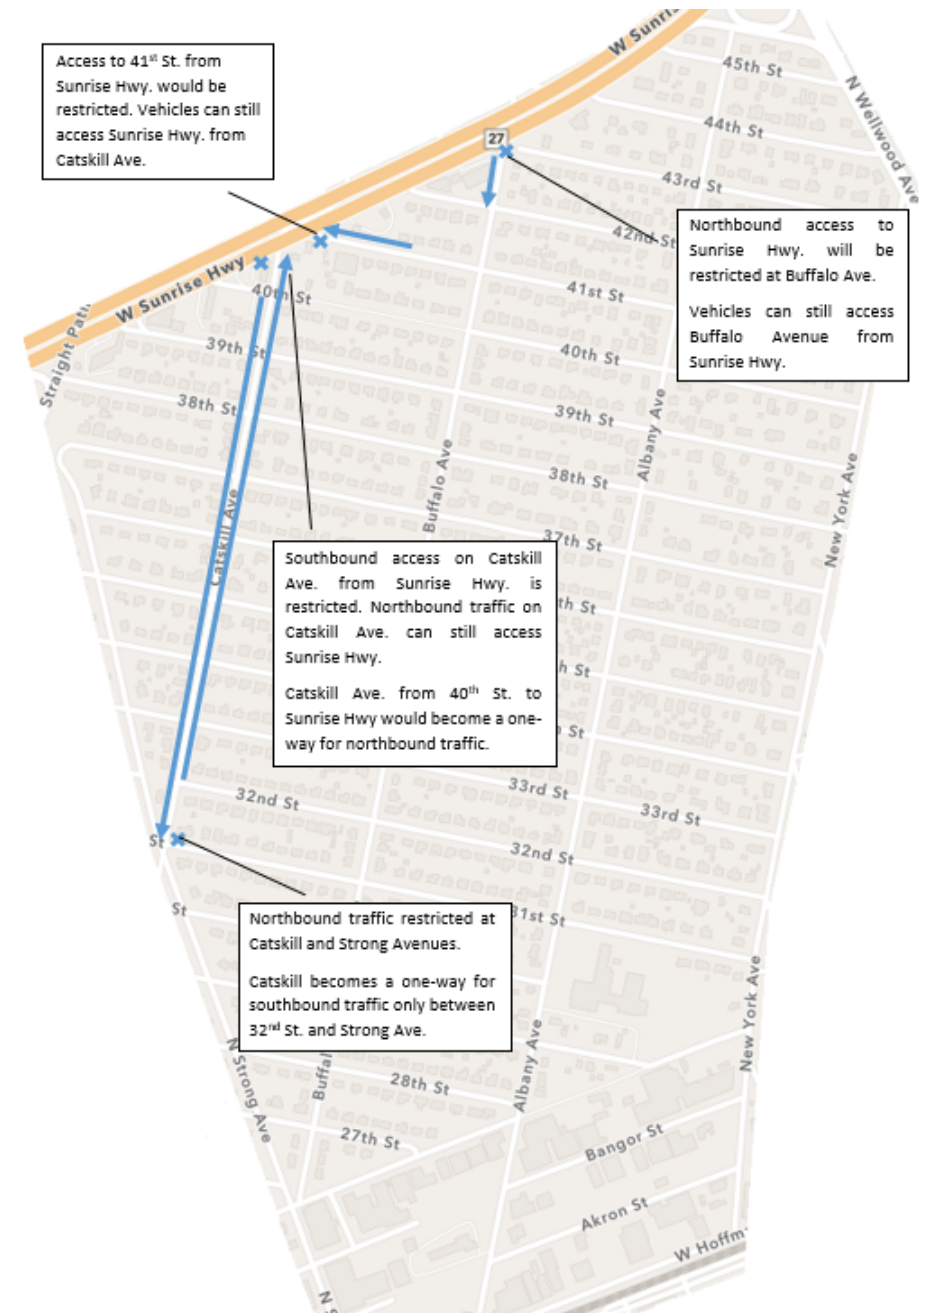 W Sunri
45th St
N Wellwood Ave
Access to 41st St. from
Sunrise Hwy. would be
restricted. Vehicles can still
access Sunrise Hwy. from
Catskill Ave.
44th St
27
43rd St
Northbound access to
Sunrise Hwy. will be
restricted at Buffalo Ave.
Vehicles can still access
Buffalo Avenue from
Sunrise Hwy.
42nd St
W Sunrise Hwy
40th St
41st St
Straight Path
39th St
40th St
38th St
39th St
Albany Ave
Buffalo Ave
38th St
New York Ave
Catskill Ave
37th St
Southbound access on Catskill
Ave. from Sunrise Hwy. is
restricted. Northbound traffic on
Catskill Ave. can still access
Sunrise Hwy.
Catskill Ave. from 40th St. to
Sunrise Hwy would become a one-
way for northbound traffic.
th St
h St
St
32nd St
33rd St
33rd St
St
32nd St
St
31st St
Northbound traffic restricted at
Catskill and Strong Avenues.
Catskill becomes a one-way for
southbound traffic only between
32nd St. and Strong Ave.
New York Ave
N Strong Ave
Buffal
28th St
Albany Ave
27th St
Bangor St
Akron St
W Hoffm
N S